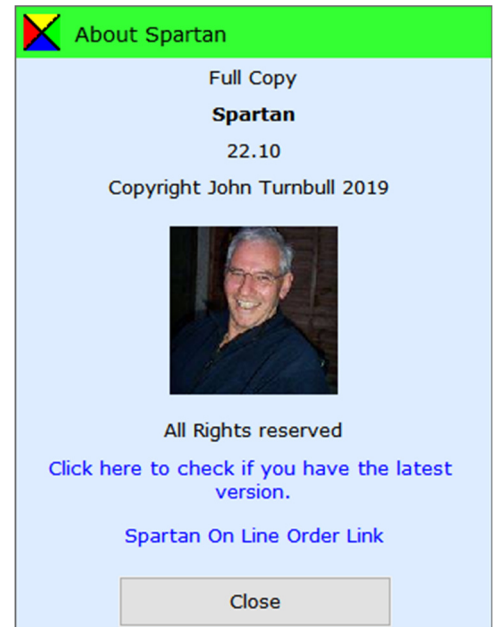 About Spartan
Full Copy
Spartan
22.10
Copyright John Turnbull 2019
All Rights reserved
Click here to check if you have the latest
version.
Spartan On Line Order Link
Close